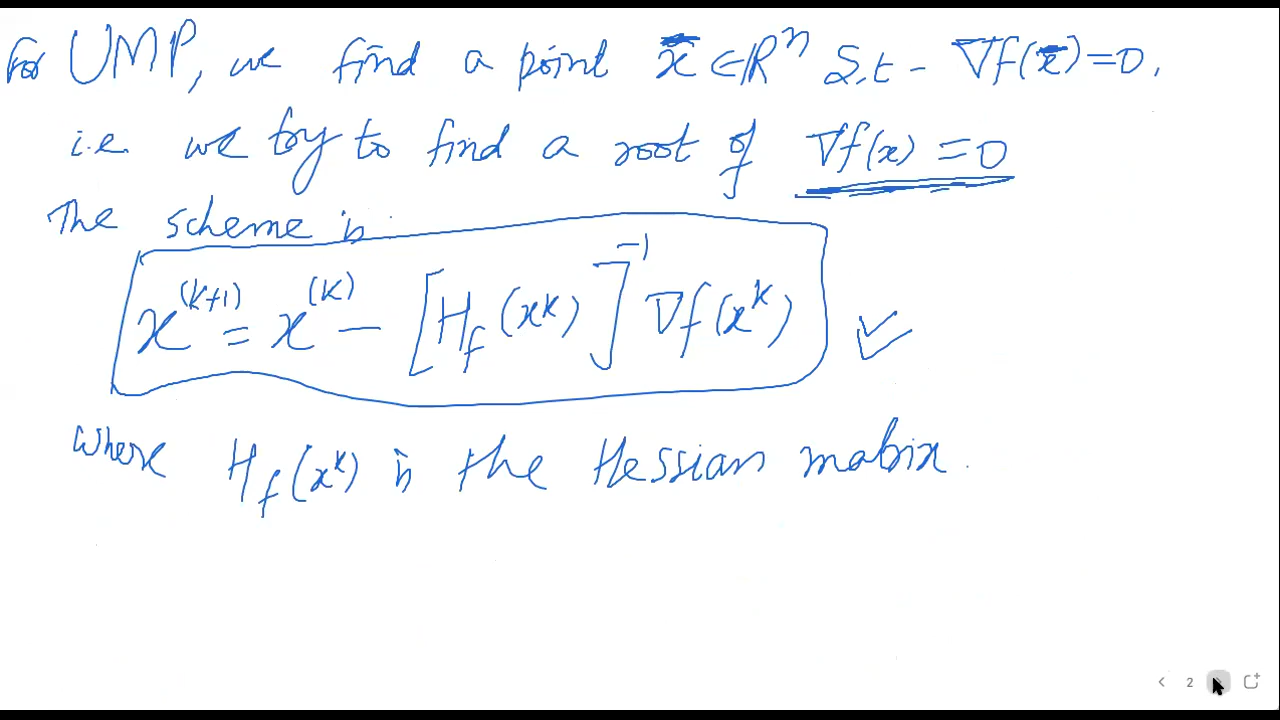 For UMP, we find a point x̄ ∈ ℝⁿ S.t - ∇f(x̄) = 0.
i.e. we try to find a root of ∇f(x) = 0
The scheme is
x^(k+1) = x^(k) - [H_f(x^k)]^-1 ∇f(x^k)
where H_f(x^k) is the Hessian matrix.
2